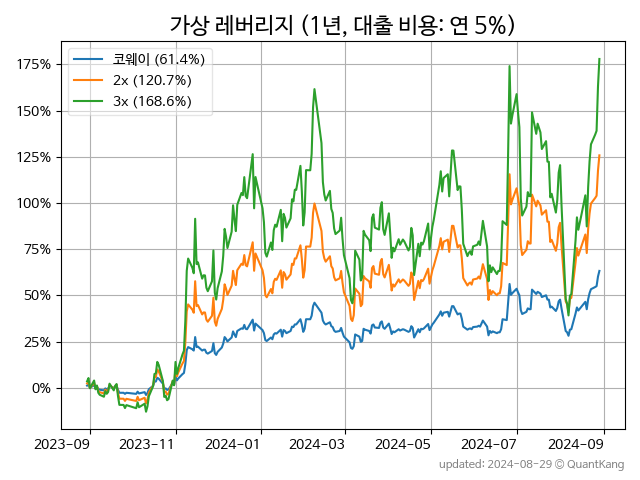 가상 레버리지 (1년, 대출 비용: 연 5%)
코웨이 (61.4%)
2x (120.7%)
3x (168.6%)
175%
150%
125%
100%
75%
50%
25%
0%
2023-09 2023-11 2024-01 2024-03 2024-05 2024-07 2024-09
updated: 2024-08-29 © QuantKang